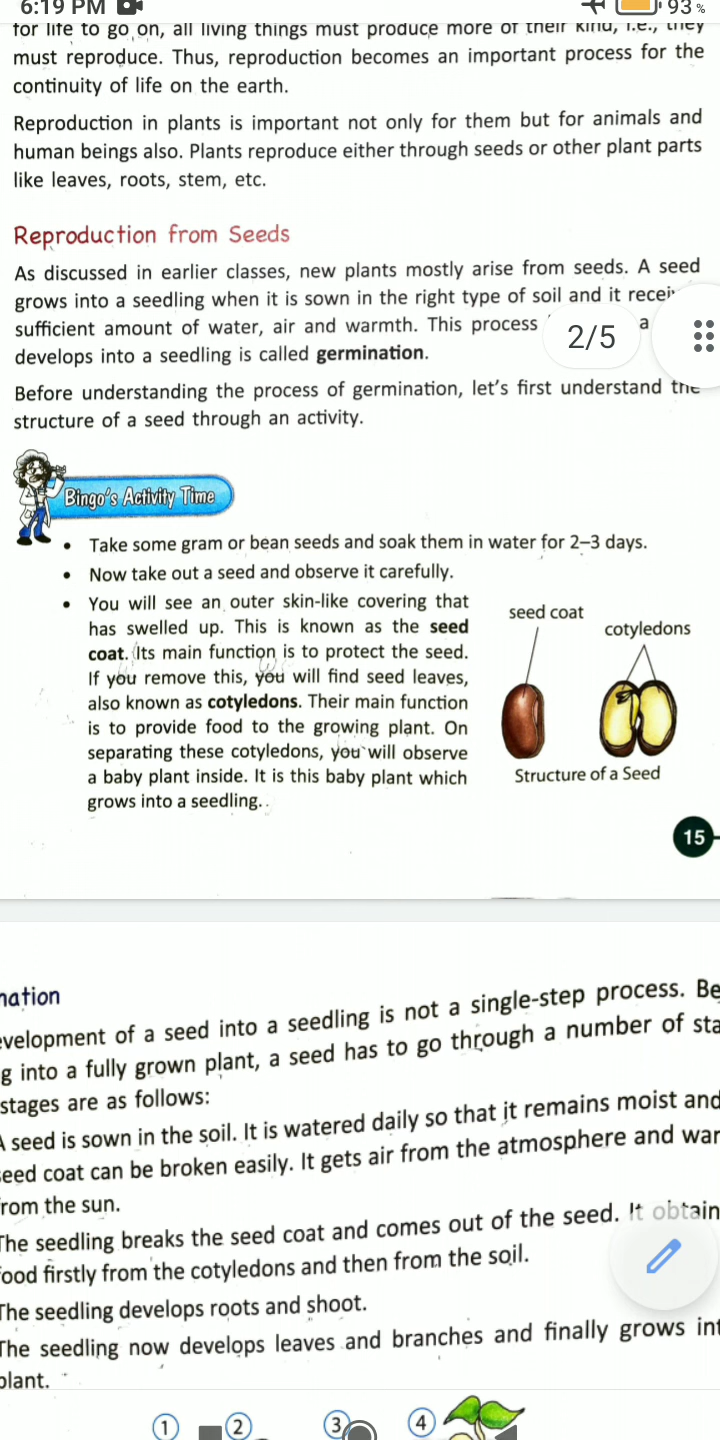 6:19 PM 93%
for life to go on, all living things must produce more of their kind, i.e., they
must reproduce. Thus, reproduction becomes an important process for the
continuity of life on the earth.
Reproduction in plants is important not only for them but for animals and
human beings also. Plants reproduce either through seeds or other plant parts
like leaves, roots, stem, etc.
Reproduction from Seeds
As discussed in earlier classes, new plants mostly arise from seeds. A seed
grows into a seedling when it is sown in the right type of soil and it recei
sufficient amount of water, air and warmth. This process a
2/5
develops into a seedling is called germination.
Before understanding the process of germination, let's first understand the
structure of a seed through an activity.
Bingo's Activity Time
• Take some gram or bean seeds and soak them in water for 2–3 days.
• Now take out a seed and observe it carefully.
• You will see an outer skin-like covering that
has swelled up. This is known as the seed
coat. Its main function is to protect the seed.
If you remove this, you will find seed leaves,
also known as cotyledons. Their main function
is to provide food to the growing plant. On
separating these cotyledons, you will observe
a baby plant inside. It is this baby plant which
grows into a seedling.
seed coat
cotyledons
Structure of a Seed
15
nation
evelopment of a seed into a seedling is not a single-step process. Be
g into a fully grown plant, a seed has to go through a number of sta
stages are as follows:
A seed is sown in the soil. It is watered daily so that it remains moist and
seed coat can be broken easily. It gets air from the atmosphere and war
from the sun.
The seedling breaks the seed coat and comes out of the seed. It obtain
food firstly from the cotyledons and then from the soil.
The seedling develops roots and shoot.
The seedling now develops leaves and branches and finally grows int
plant.
1 2 3 4